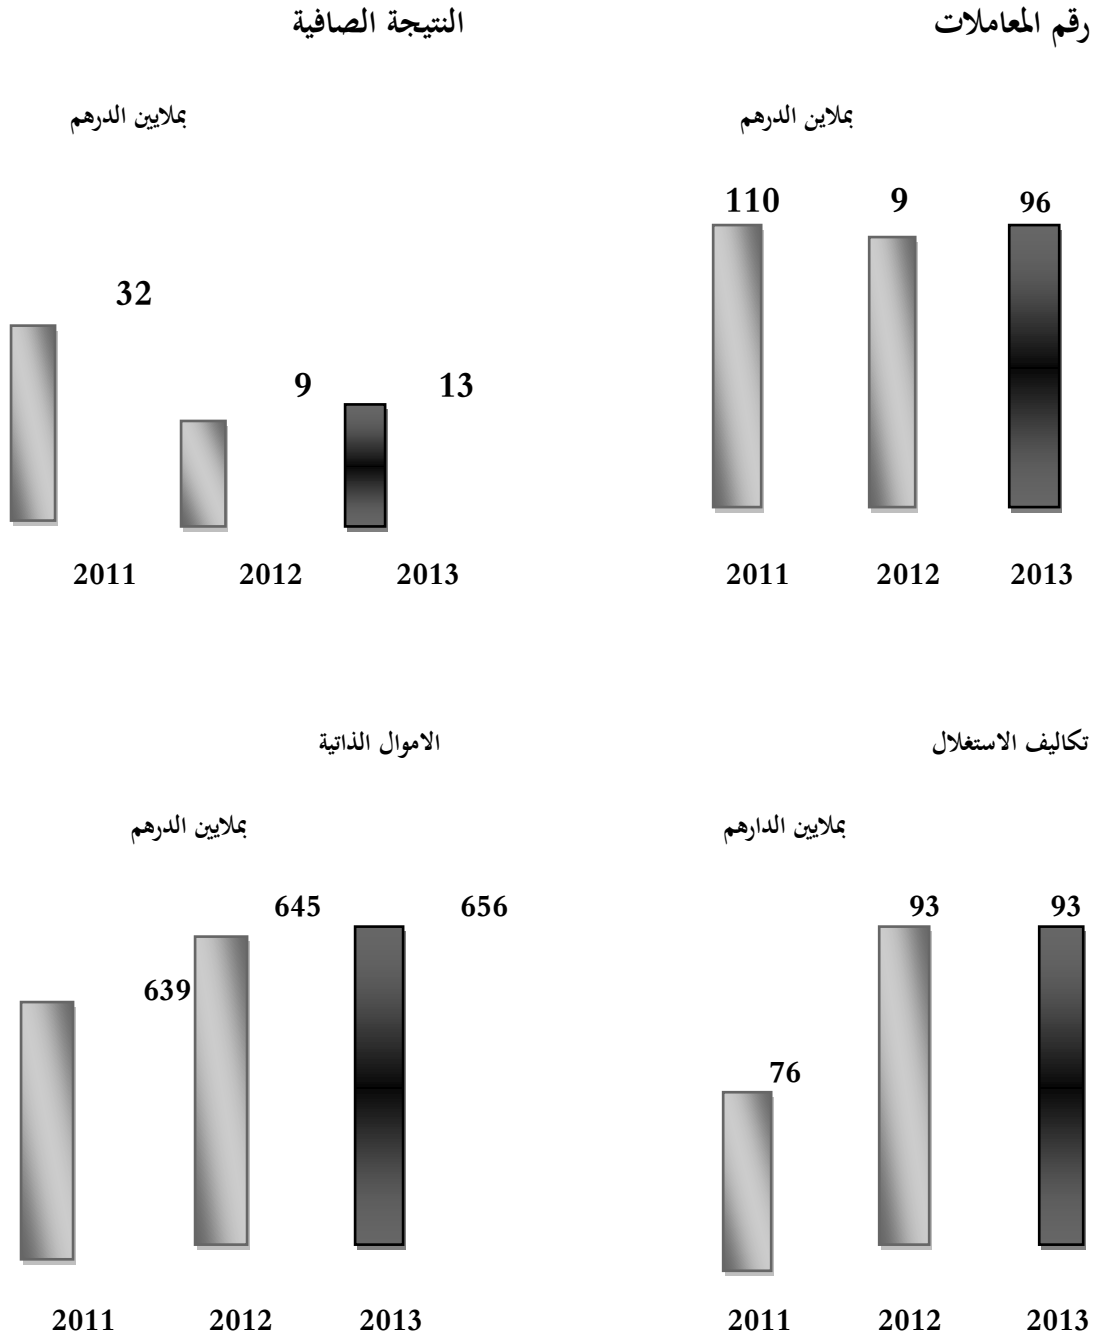 رقم المعاملات
بملاين الدرهم
110 9 96
2011 2012 2013
النتيجة الصافية
بملايين الدرهم
32
9 13
2011 2012 2013
تكاليف الاستغلال
بملايين الدارهم
93 93
76
2011 2012 2013
الاموال الذاتية
بملايين الدرهم
645 656
639
2011 2012 2013